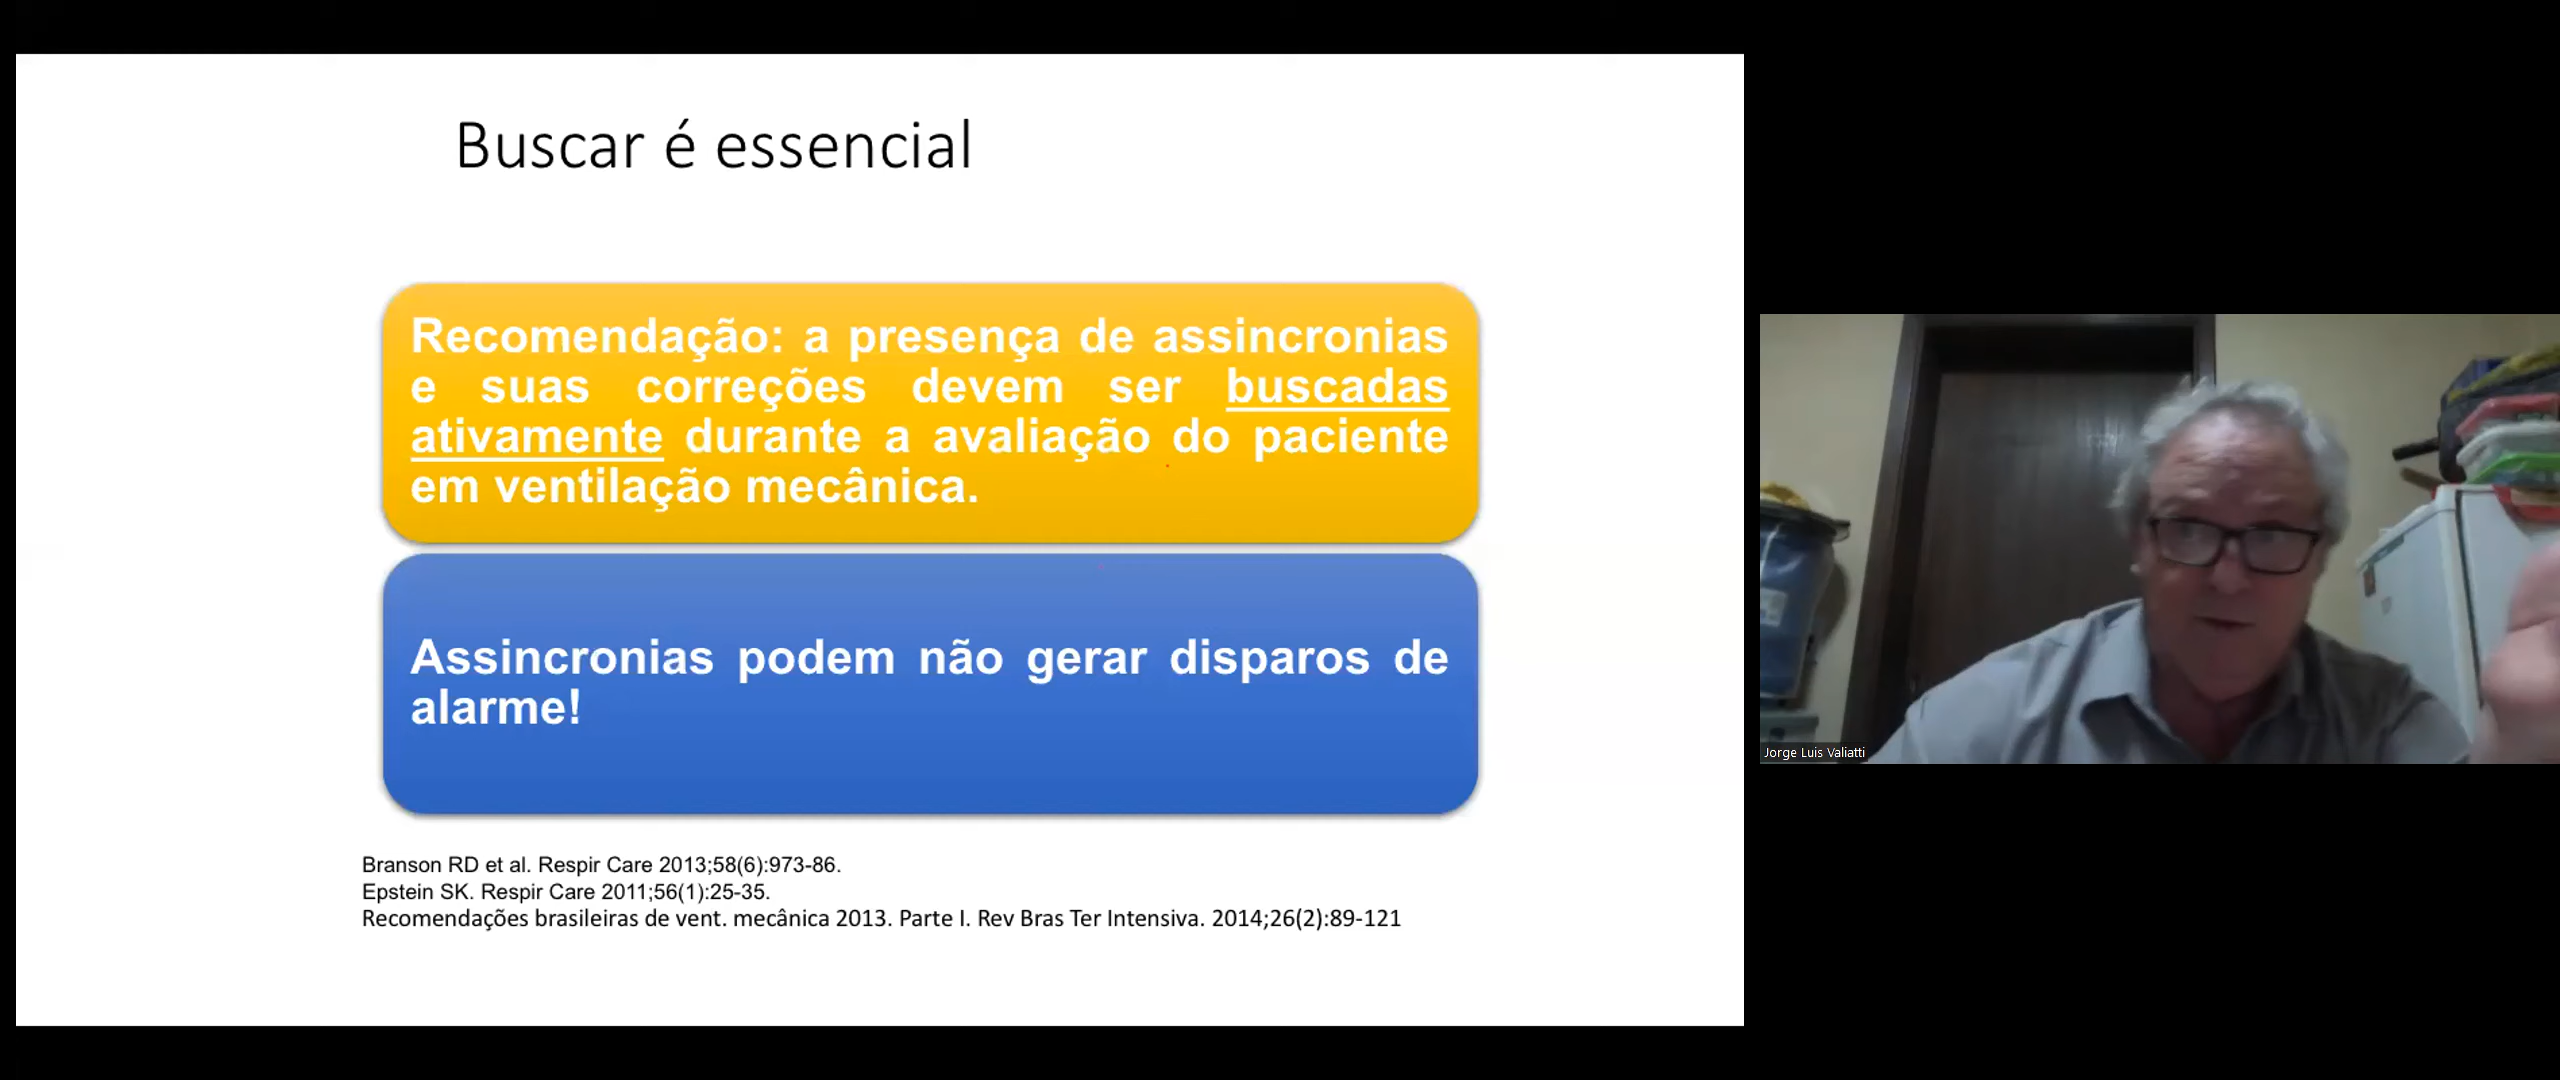 Buscar é essencial
Recomendação: a presença de assincronias
e suas correções devem ser buscadas
ativamente durante a avaliação do paciente
em ventilação mecânica.
Assincronias podem não gerar disparos de
alarme!
Branson RD et al. Respir Care 2013;58(6):973-86.
Epstein SK. Respir Care 2011;56(1):25-35.
Recomendações brasileiras de vent. mecânica 2013. Parte I. Rev Bras Ter Intensiva. 2014;26(2):89-121
Jorge Luis Valiatti